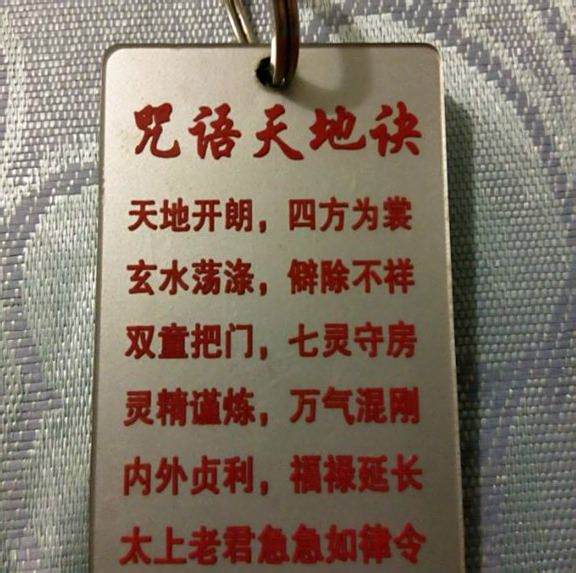 咒语天地诀
天地开朗，四方为裳
玄水荡涤，僻除不祥
双童把门，七灵守房
灵精谨炼，万气混刚
内外贞利，福禄延长
太上老君急急如律令